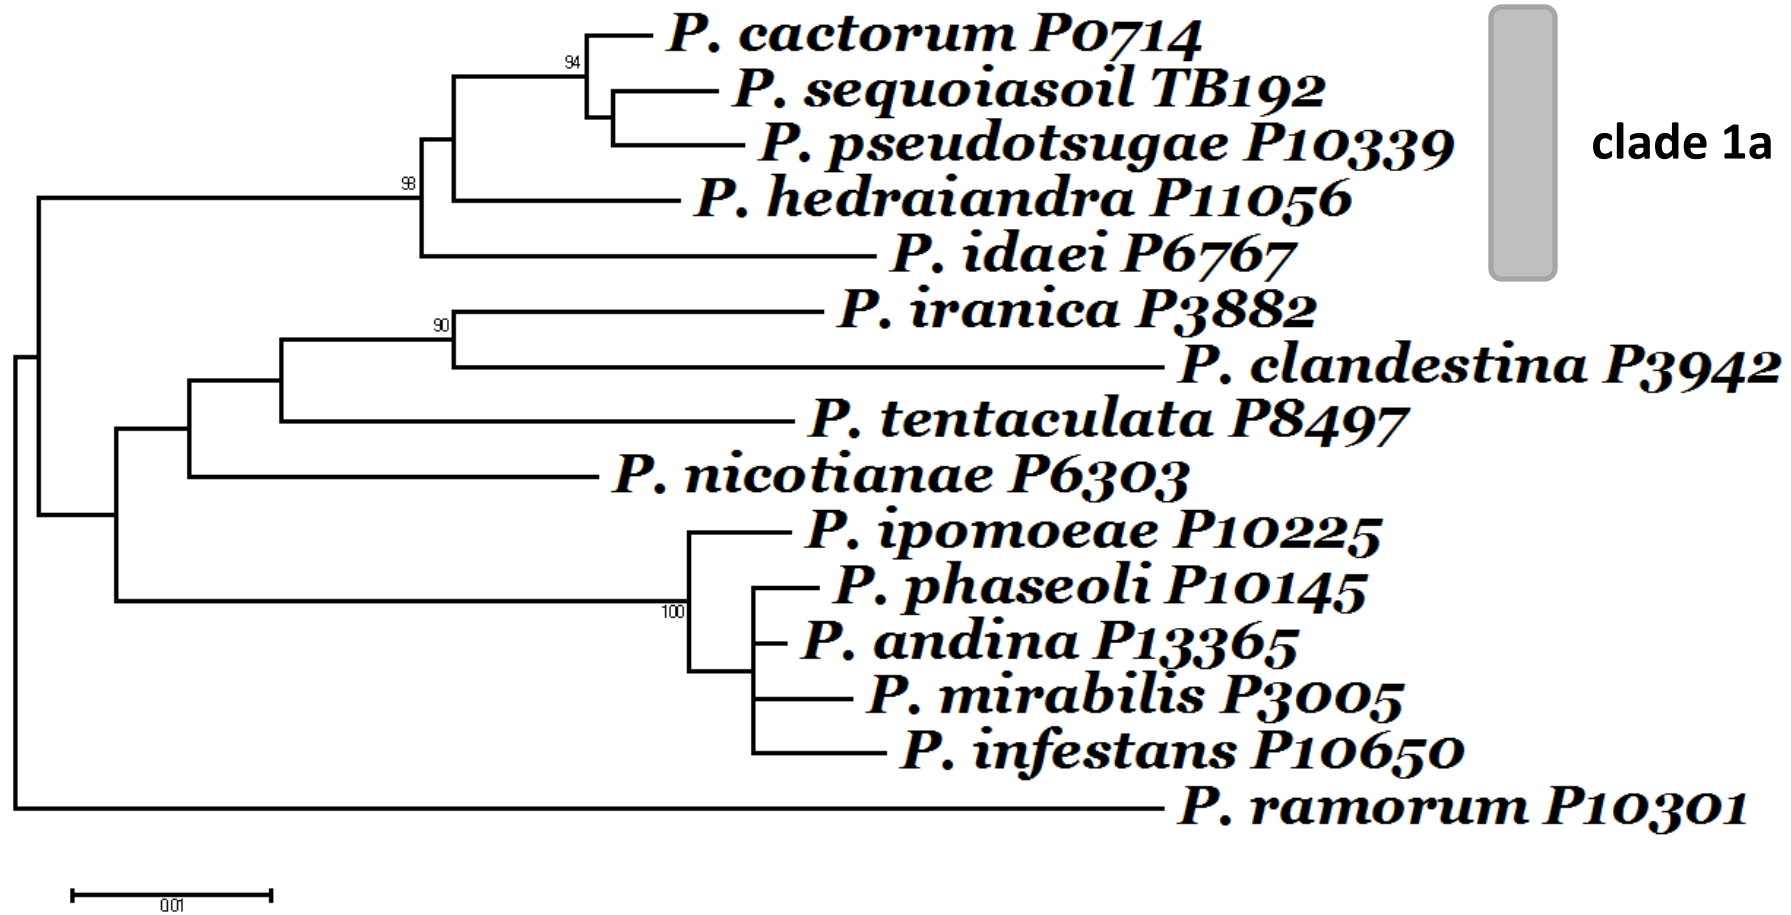 P. cactorum P0714
94
P. sequoiasoil TB192
P. pseudotsugae P10339
clade 1a
98
P. hedraiandra P11056
P. idaei P6767
P. iranica P3882
90
P. clandestina P3942
P. tentaculata P8497
P. nicotianae P6303
P. ipomoeae P10225
P. phaseoli P10145
100
P. andina P13365
P. mirabilis P3005
P. infestans P10650
P. ramorum P10301
0.01